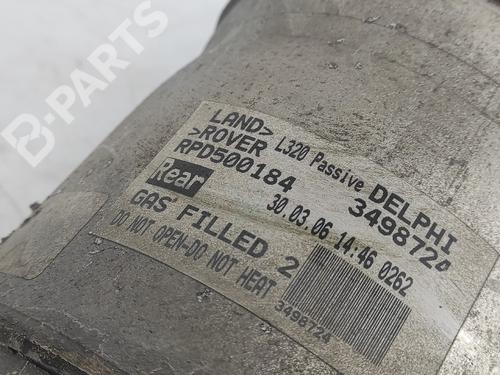 B-PARTS
LAND>
>ROVER L320 Passive DELPHI
RPD500184 3498724
Rear 30.03.06 14.46 0262
GAS FILLED 2
DO NOT OPEN-DO NOT HEAT
3498724